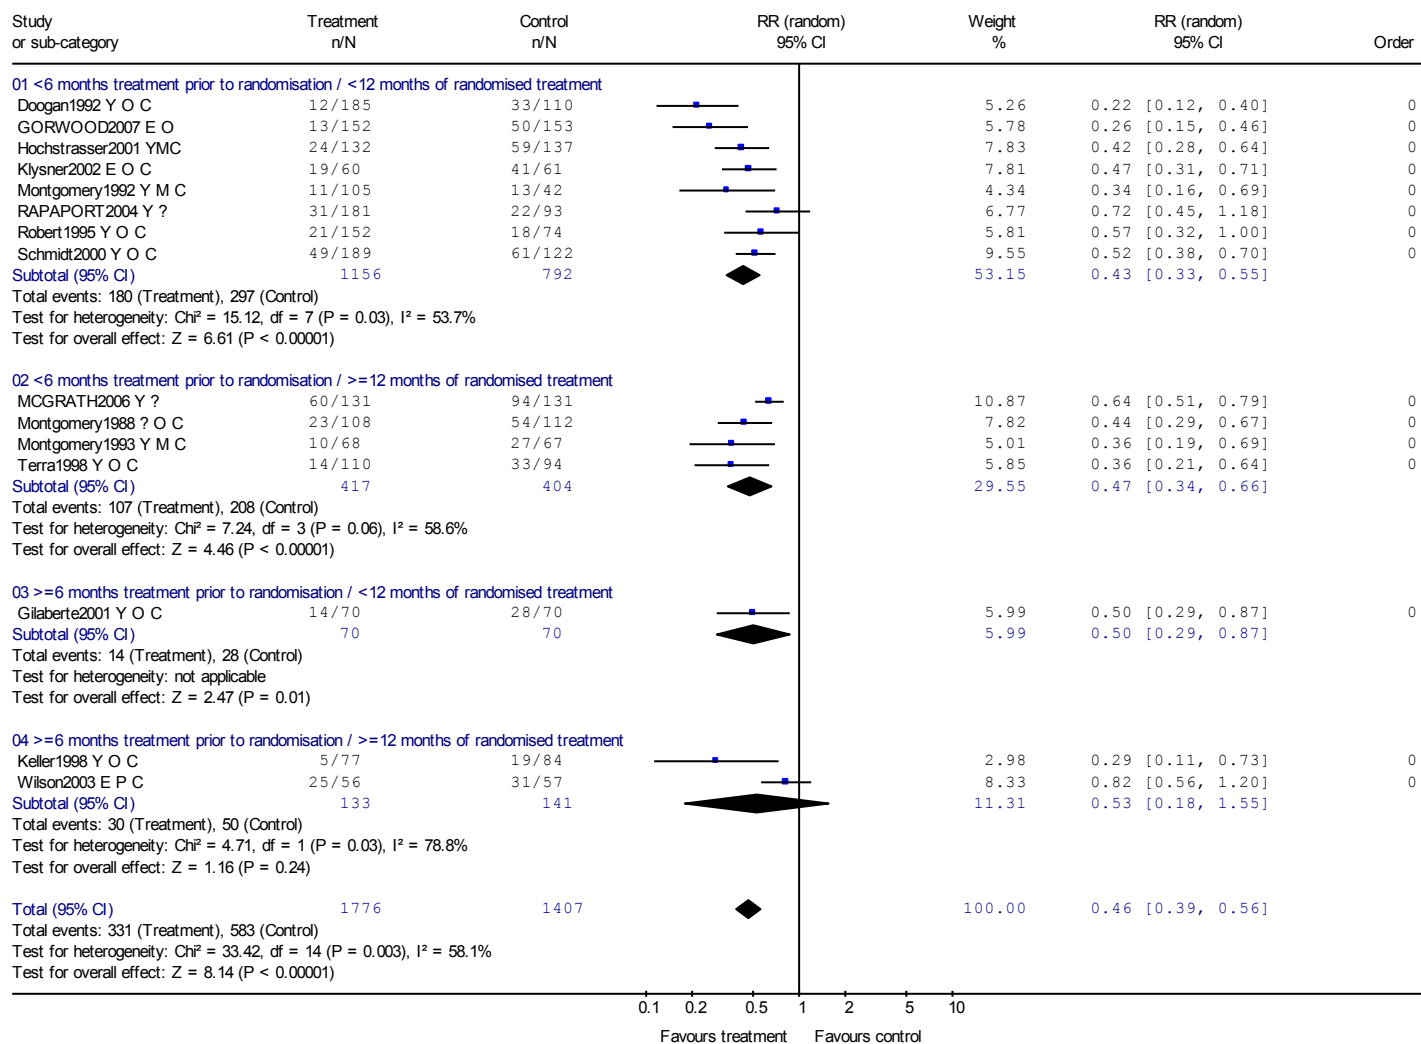 Study Treatment Control RR (random) Weight RR (random)
or sub-category n/N n/N 95% CI % 95% CI Order
01 <6 months treatment prior to randomisation / <12 months of randomised treatment
Doogan1992 Y O C 12/185 33/110 5.26 0.22 [0.12, 0.40] 0
GORWOOD2007 E O 13/152 50/153 5.78 0.26 [0.15, 0.46] 0
Hochstrasser2001 YMC 24/132 59/137 7.83 0.42 [0.28, 0.64] 0
Klysner2002 E O C 19/60 41/61 7.81 0.47 [0.31, 0.71] 0
Montgomery1992 Y M C 11/105 13/42 4.34 0.34 [0.16, 0.69] 0
RAPAPORT2004 Y ? 31/181 22/93 6.77 0.72 [0.45, 1.18] 0
Robert1995 Y O C 21/152 18/74 5.81 0.57 [0.32, 1.00] 0
Schmidt2000 Y O C 49/189 61/122 9.55 0.52 [0.38, 0.70] 0
Subtotal (95% CI) 1156 792 53.15 0.43 [0.33, 0.55]
Total events: 180 (Treatment), 297 (Control)
Test for heterogeneity: Chi² = 15.12, df = 7 (P = 0.03), I² = 53.7%
Test for overall effect: Z = 6.61 (P < 0.00001)
02 <6 months treatment prior to randomisation / >=12 months of randomised treatment
MCGRATH2006 Y ? 60/131 94/131 10.87 0.64 [0.51, 0.79] 0
Montgomery1988 ? O C 23/108 54/112 7.82 0.44 [0.29, 0.67] 0
Montgomery1993 Y M C 10/68 27/67 5.01 0.36 [0.19, 0.69] 0
Terra1998 Y O C 14/110 33/94 5.85 0.36 [0.21, 0.64] 0
Subtotal (95% CI) 417 404 29.55 0.47 [0.34, 0.66]
Total events: 107 (Treatment), 208 (Control)
Test for heterogeneity: Chi² = 7.24, df = 3 (P = 0.06), I² = 58.6%
Test for overall effect: Z = 4.46 (P < 0.00001)
03 >=6 months treatment prior to randomisation / <12 months of randomised treatment
Gilaberte2001 Y O C 14/70 28/70 5.99 0.50 [0.29, 0.87] 0
Subtotal (95% CI) 70 70 5.99 0.50 [0.29, 0.87]
Total events: 14 (Treatment), 28 (Control)
Test for heterogeneity: not applicable
Test for overall effect: Z = 2.47 (P = 0.01)
04 >=6 months treatment prior to randomisation / >=12 months of randomised treatment
Keller1998 Y O C 5/77 19/84 2.98 0.29 [0.11, 0.73] 0
Wilson2003 E P C 25/56 31/57 8.33 0.82 [0.56, 1.20] 0
Subtotal (95% CI) 133 141 11.31 0.53 [0.18, 1.55]
Total events: 30 (Treatment), 50 (Control)
Test for heterogeneity: Chi² = 4.71, df = 1 (P = 0.03), I² = 78.8%
Test for overall effect: Z = 1.16 (P = 0.24)
Total (95% CI) 1776 1407 100.00 0.46 [0.39, 0.56]
Total events: 331 (Treatment), 583 (Control)
Test for heterogeneity: Chi² = 33.42, df = 14 (P = 0.003), I² = 58.1%
Test for overall effect: Z = 8.14 (P < 0.00001)
0.1 0.2 0.5 1 2 5 10
Favours treatment Favours control